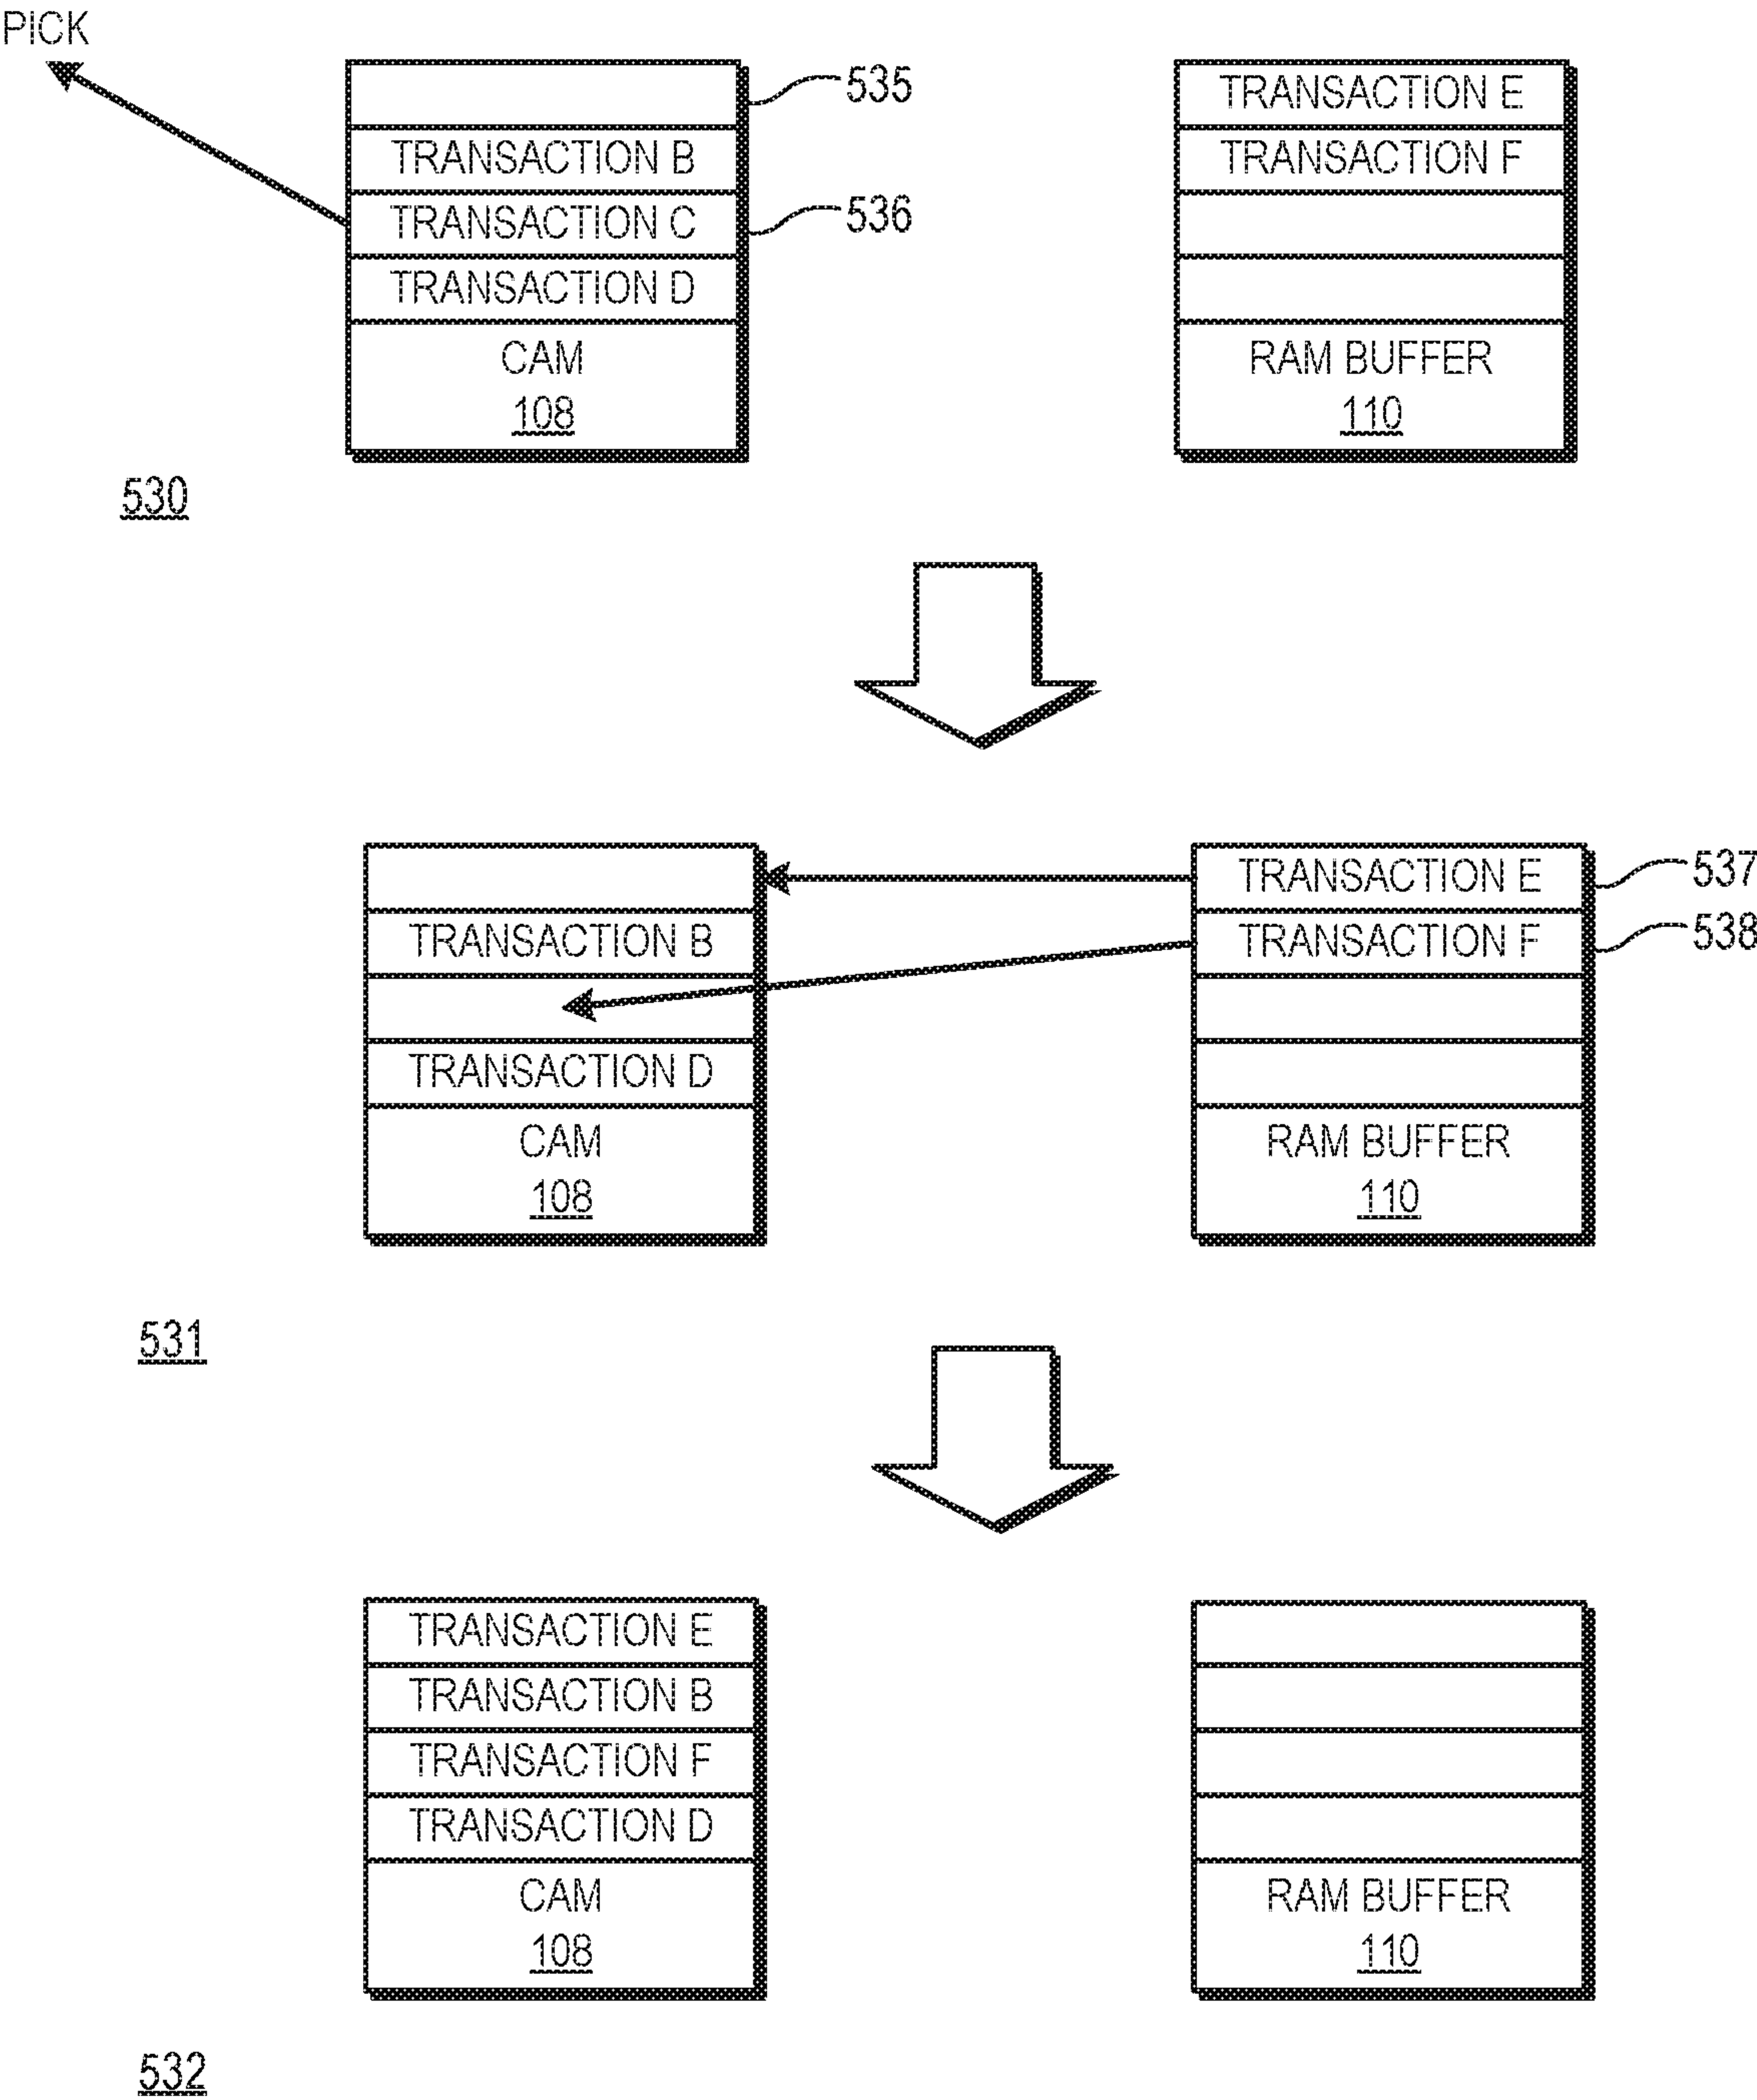 PICK
535
TRANSACTION B
TRANSACTION C
536
TRANSACTION D
CAM
108
TRANSACTION E
TRANSACTION F
RAM BUFFER
110
530
TRANSACTION B
TRANSACTION D
CAM
108
TRANSACTION E
537
TRANSACTION F
538
RAM BUFFER
110
531
TRANSACTION E
TRANSACTION B
TRANSACTION F
TRANSACTION D
CAM
108
RAM BUFFER
110
532